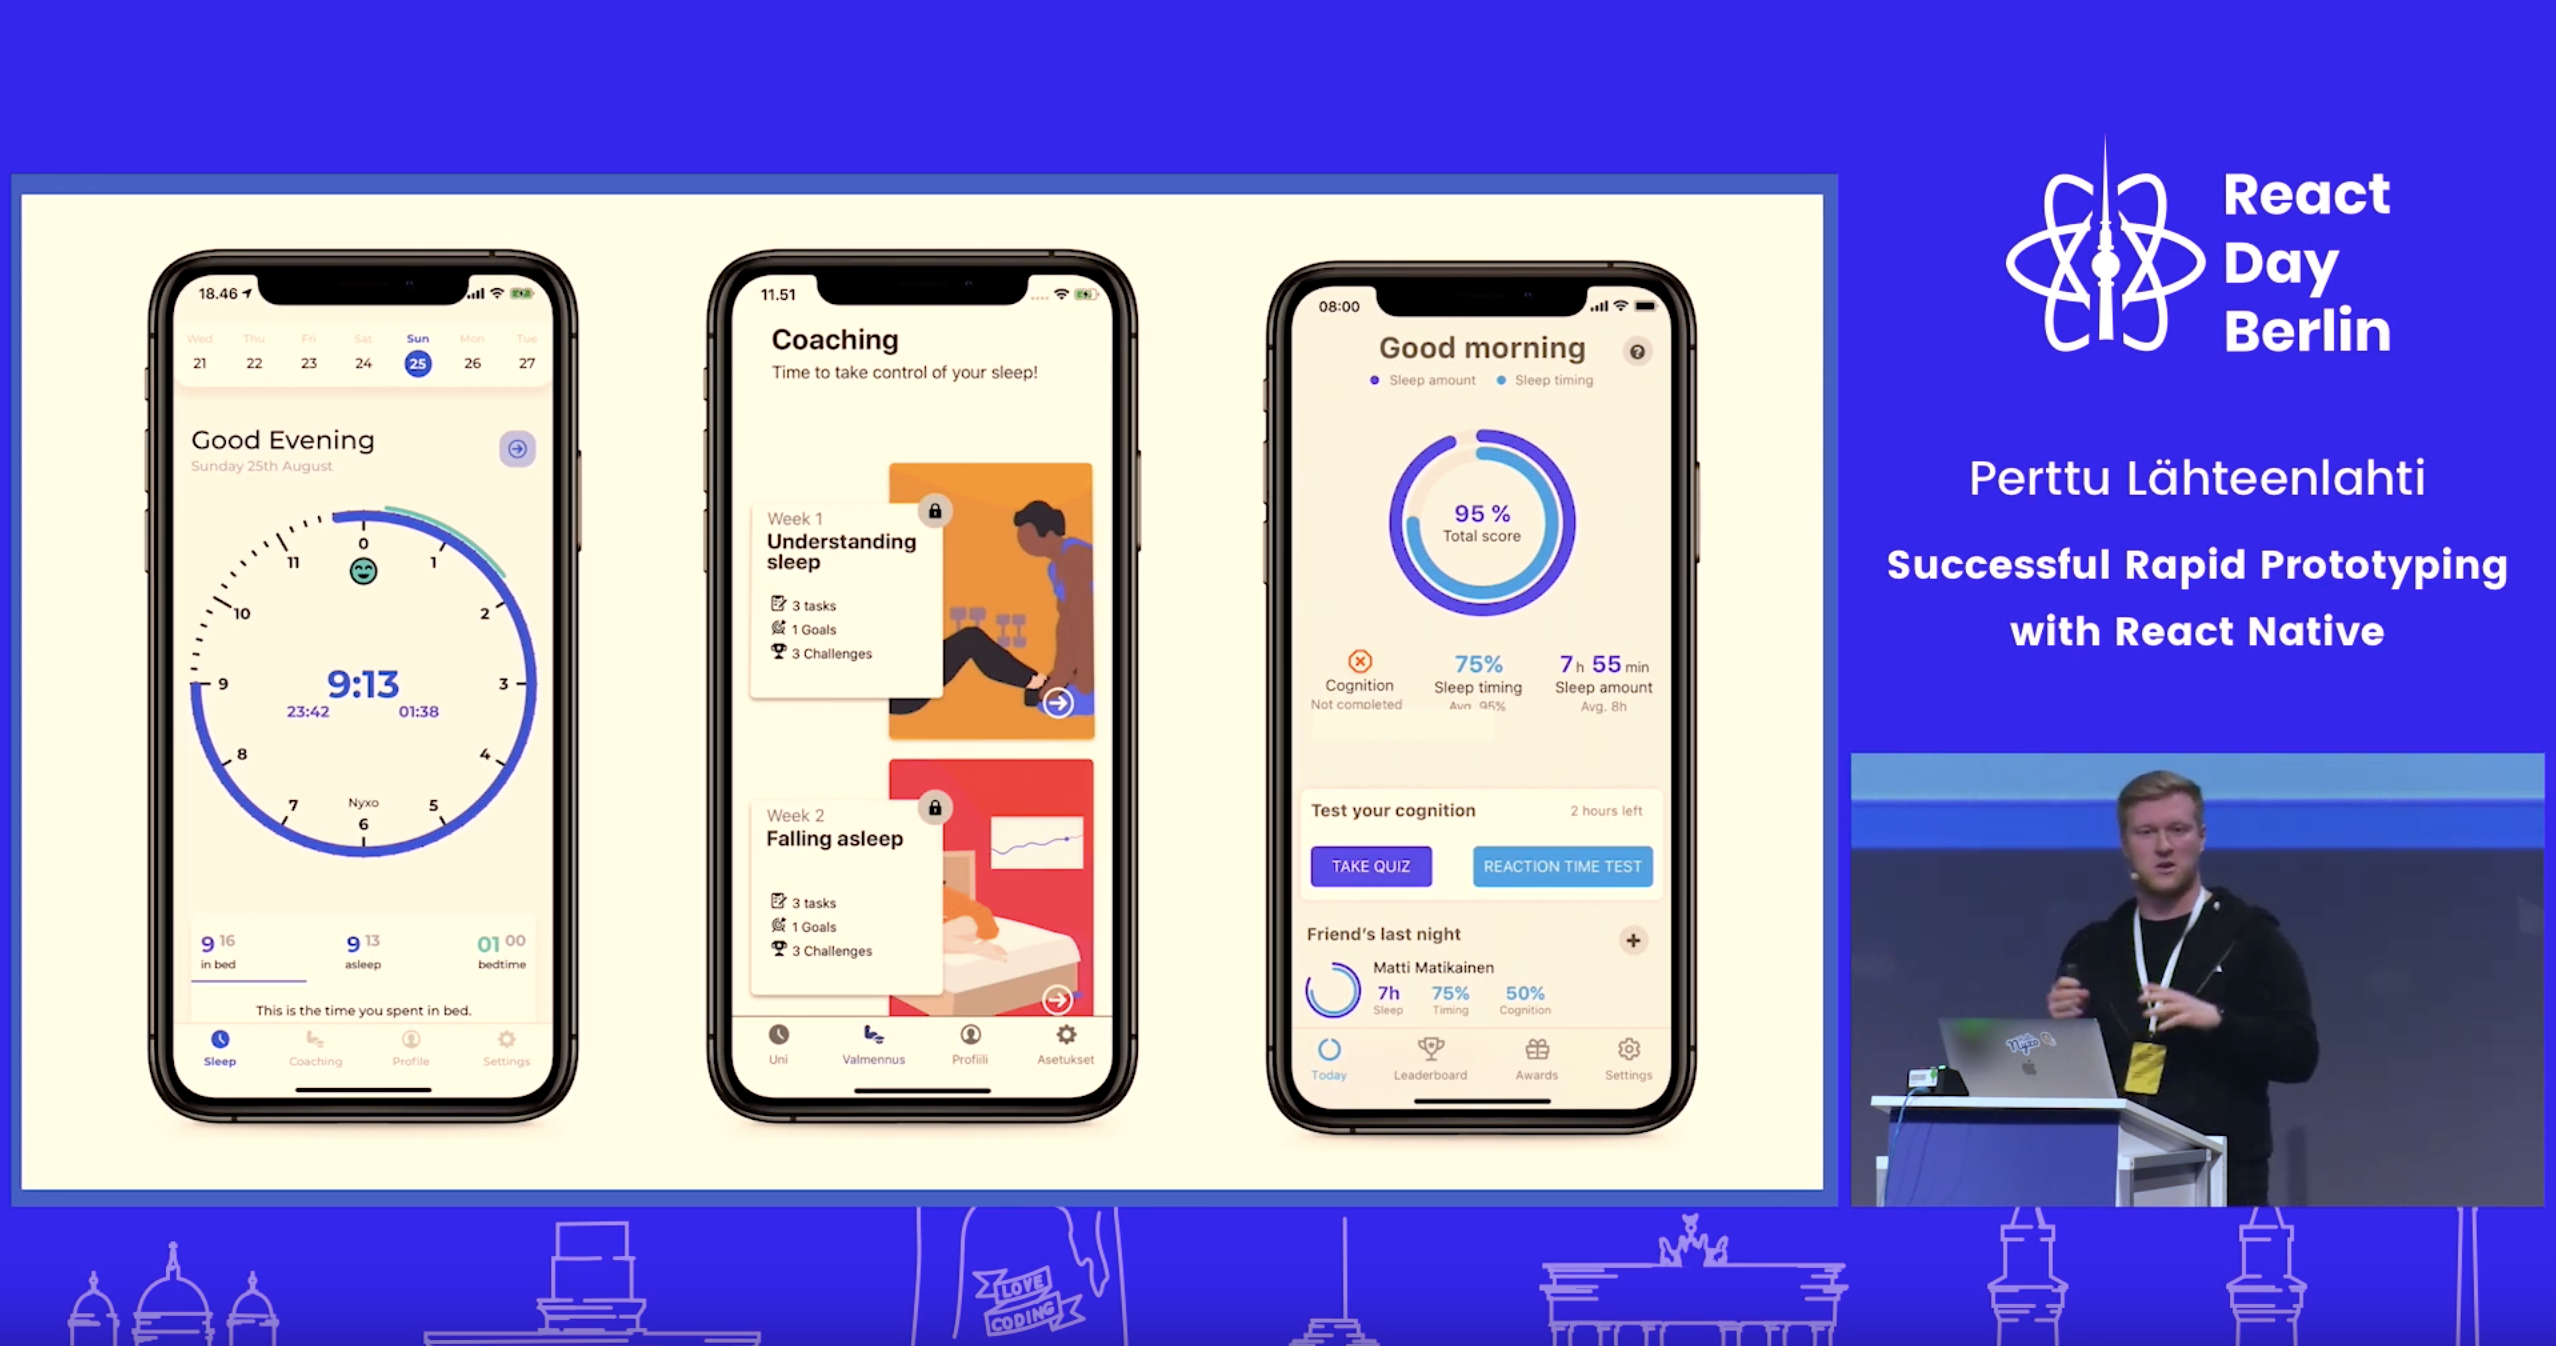 18.46
Wed Thu Fri Sat Sun Mon Tue
21 22 23 24 25 26 27
Good Evening
Sunday 25th August
0
1
2
3
4
5
6
7
8
9
10
11
9:13
23:42 01:38
Nyxo
9 16 9 13 01 00
in bed asleep bedtime
This is the time you spent in bed.
Sleep Coaching Profile Settings
11.51
Coaching
Time to take control of your sleep!
Week 1
Understanding
sleep
3 tasks
1 Goals
3 Challenges
Week 2
Falling asleep
3 tasks
1 Goals
3 Challenges
Uni Valmennus Profiili Asetukset
08:00
Good morning
?
Sleep amount Sleep timing
95 %
Total score
75% 7 h 55 min
Cognition Sleep timing Sleep amount
Not completed Avg. 95% Avg. 8h
Test your cognition 2 hours left
TAKE QUIZ REACTION TIME TEST
Friend's last night
Matti Matikainen
7h 75% 50%
Sleep Timing Cognition
Today Leaderboard Awards Settings
React
Day
Berlin
Perttu Lähteenlahti
Successful Rapid Prototyping
with React Native
Nyxo
LOVE
CODING